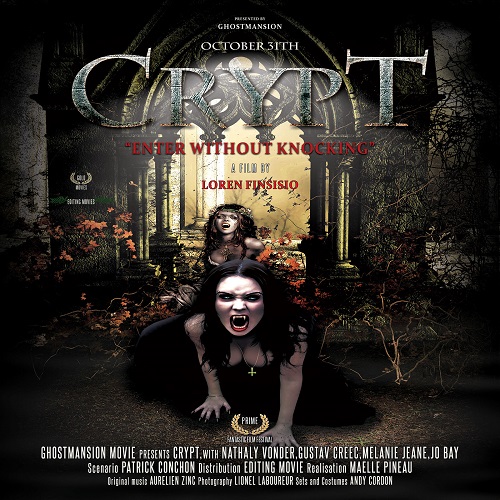 PRESENTED BY
GHOSTMANSION
OCTOBER 31TH
CRYPT
"ENTER WITHOUT KNOCKING"
A FILM BY
LOREN FINSISIO
GOLD
MOVIES
EDITING MOVIES
PRIME
FANTASTIC FILM FESTIVAL
GHOSTMANSION MOVIE PRESENTS CRYPT.WITH NATHALY VONDER,GUSTAV GREEC,MELANIE JEANE,JO BAY
Scenario PATRICK CONCHON Distribution EDITING MOVIE Realisation MAELLE PINEAU
Original music AURELIEN ZINC Photography LIONEL LABOUREUR Sets and Costumes ANDY CORDON